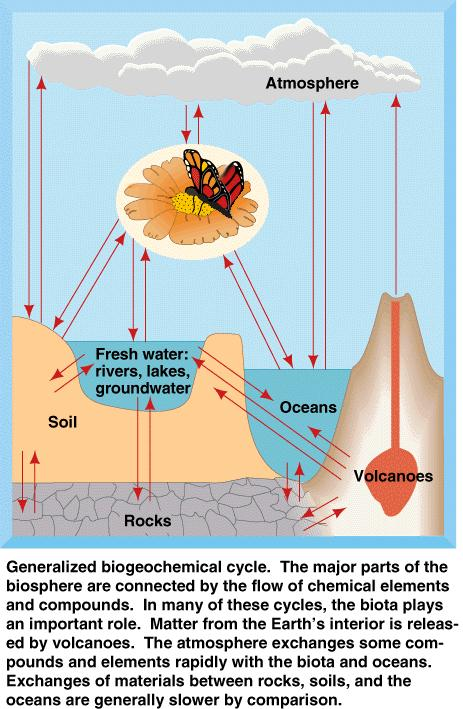 Atmosphere
Fresh water:
rivers, lakes,
groundwater
Oceans
Soil
Volcanoes
Rocks
Generalized biogeochemical cycle.  The major parts of the
biosphere are connected by the flow of chemical elements
and compounds.  In many of these cycles, the biota plays
an important role.  Matter from the Earth's interior is releas-
ed by volcanoes.  The atmosphere exchanges some com-
pounds and elements rapidly with the biota and oceans.
Exchanges of materials between rocks, soils, and the
oceans are generally slower by comparison.